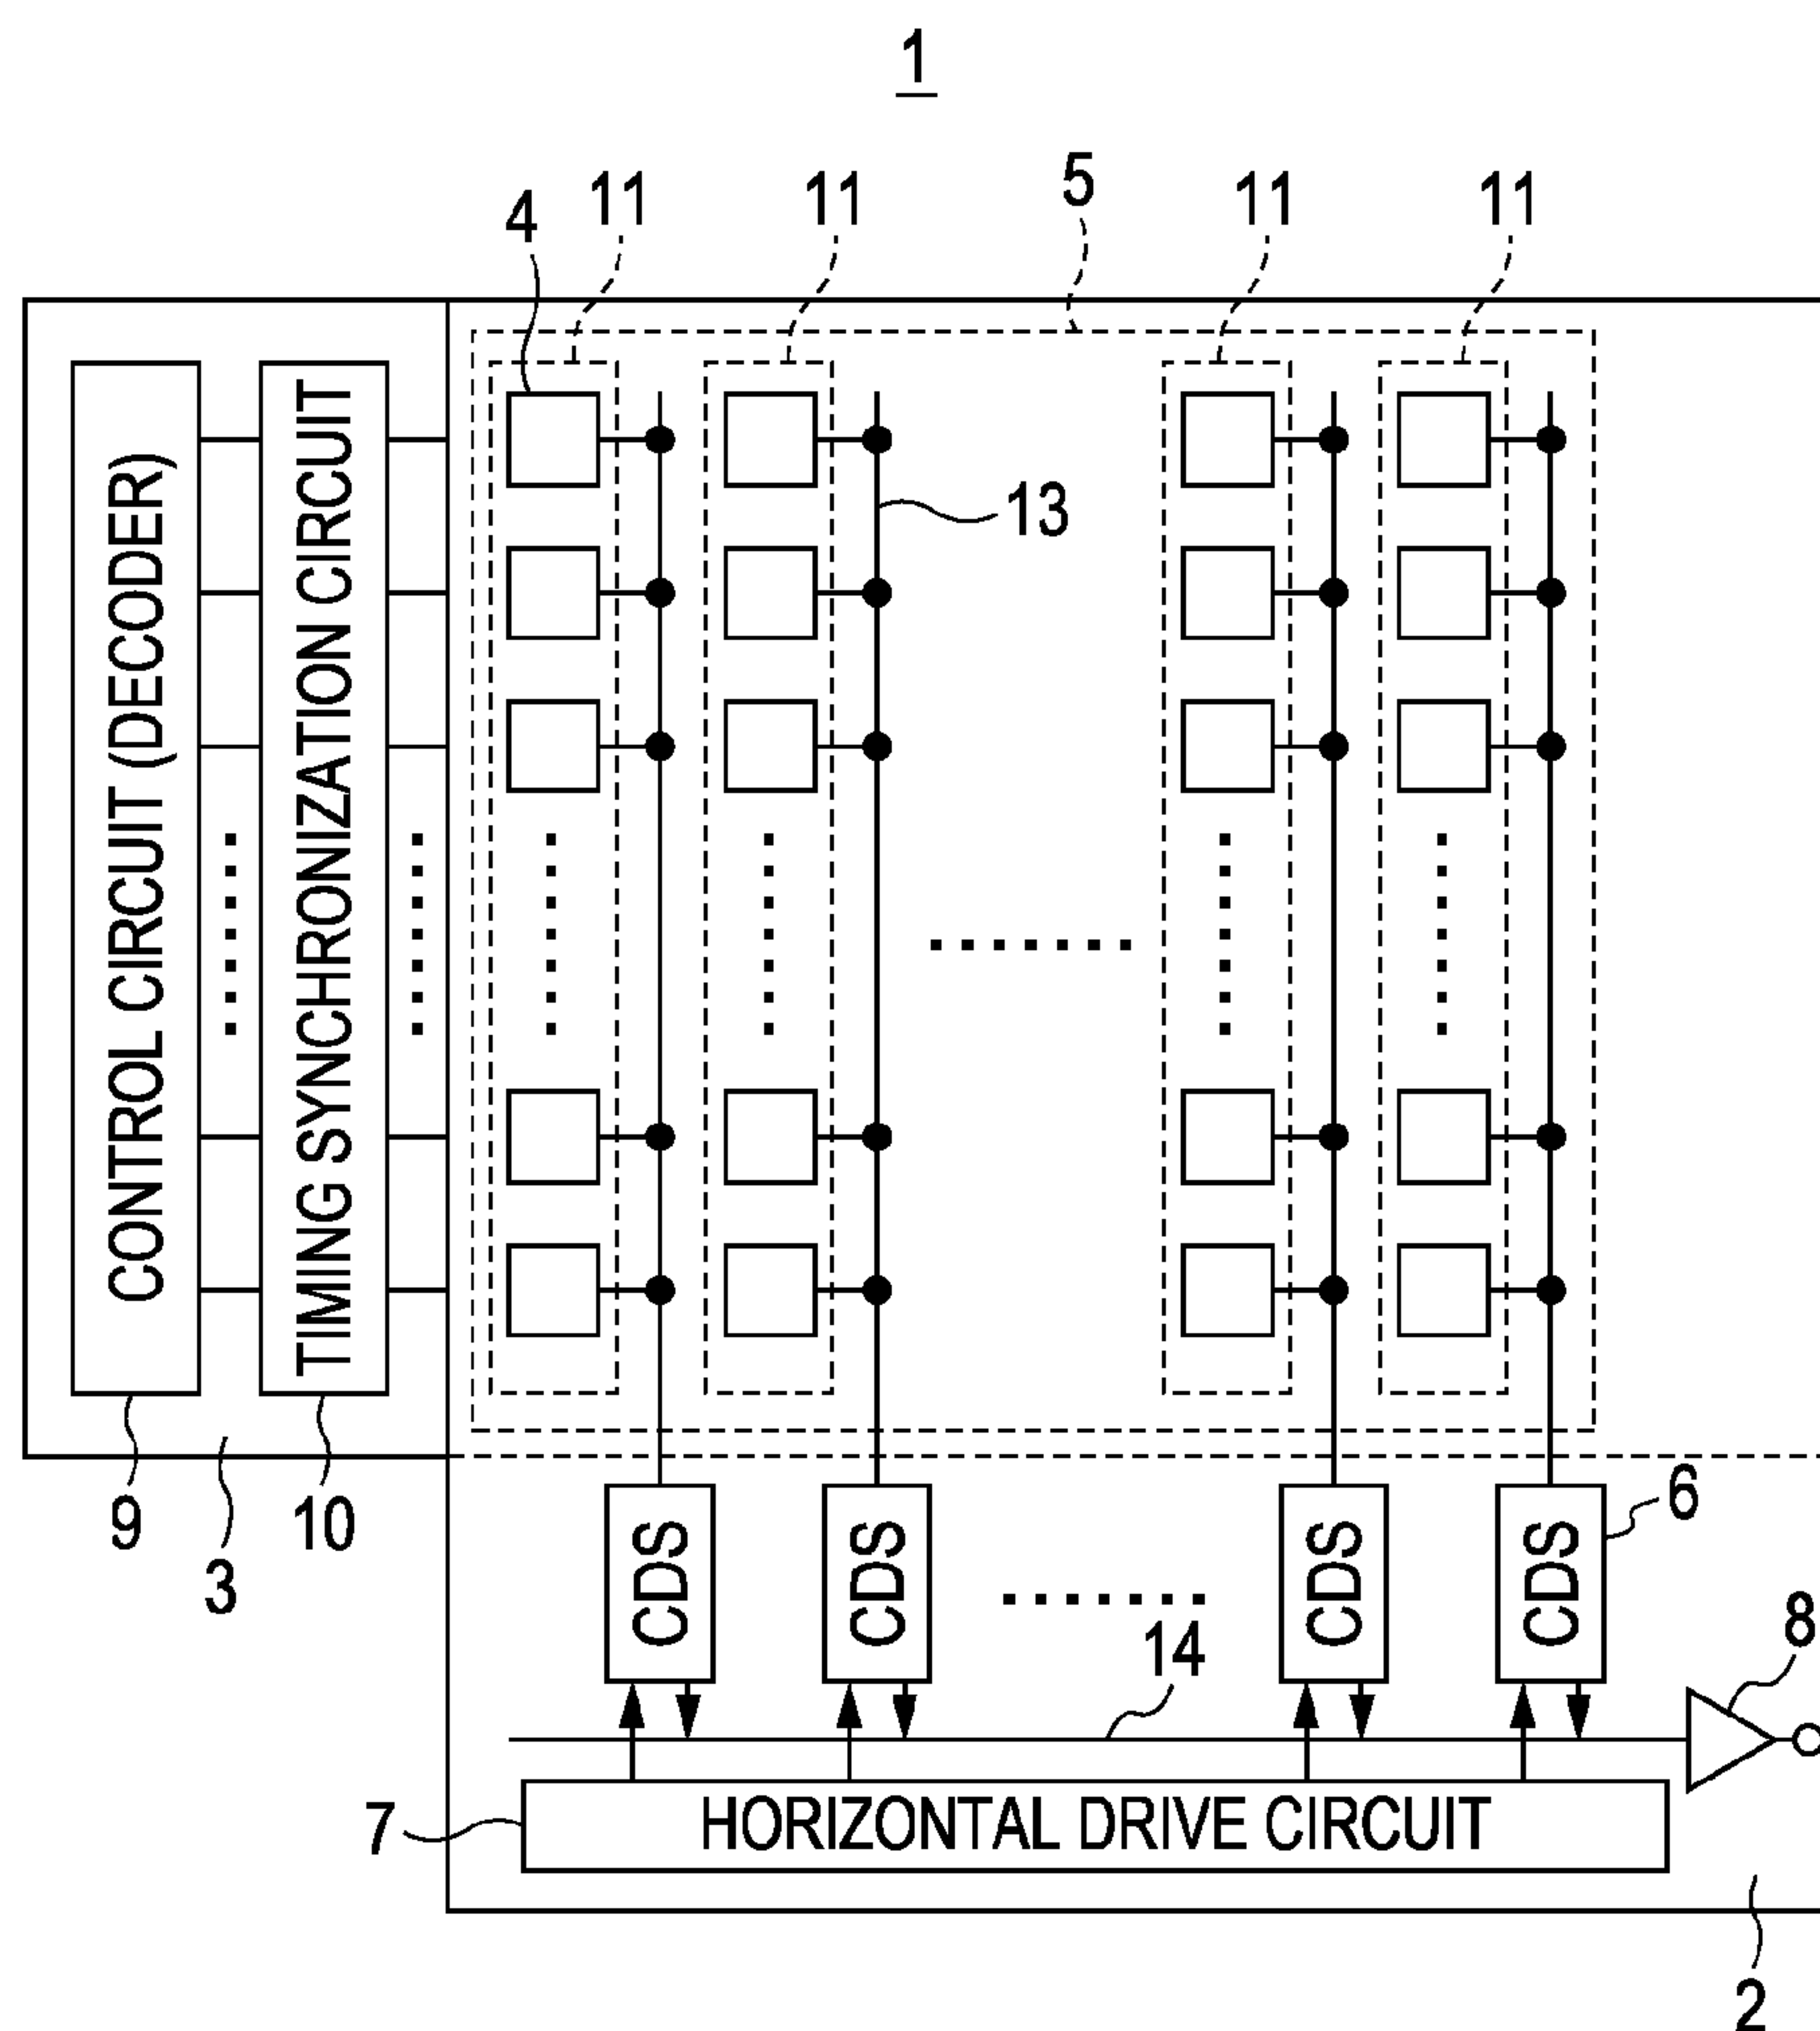 1
5
11
11
11
11
4
13
CONTROL CIRCUIT (DECODER)
TIMING SYNCHRONIZATION CIRCUIT
9
3
10
CDS
CDS
CDS
CDS
6
14
8
7
HORIZONTAL DRIVE CIRCUIT
2